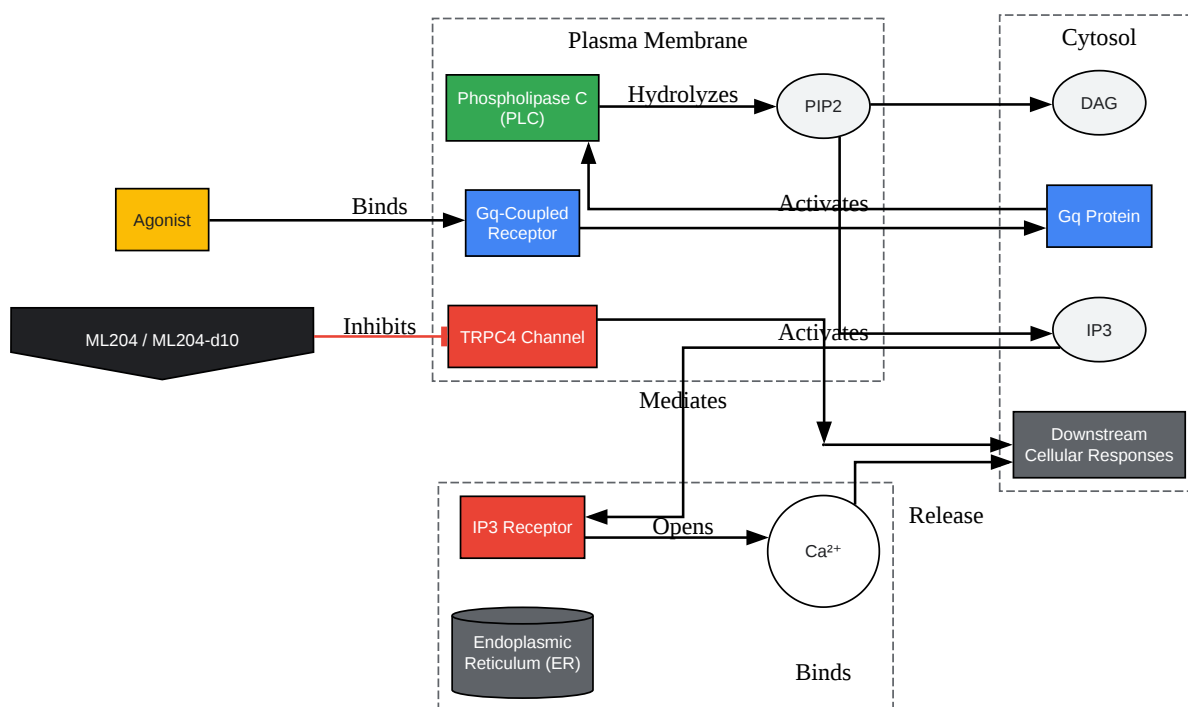 Plasma Membrane
Cytosol
Phospholipase C
(PLC)
Hydrolyzes
PIP2
DAG
Agonist
Binds
Gq-Coupled
Receptor
Activates
Gq Protein
ML204 / ML204-d10
Inhibits
TRPC4 Channel
Activates
IP3
Mediates
Downstream
Cellular Responses
IP3 Receptor
Opens
Ca²⁺
Release
Endoplasmic
Reticulum (ER)
Binds